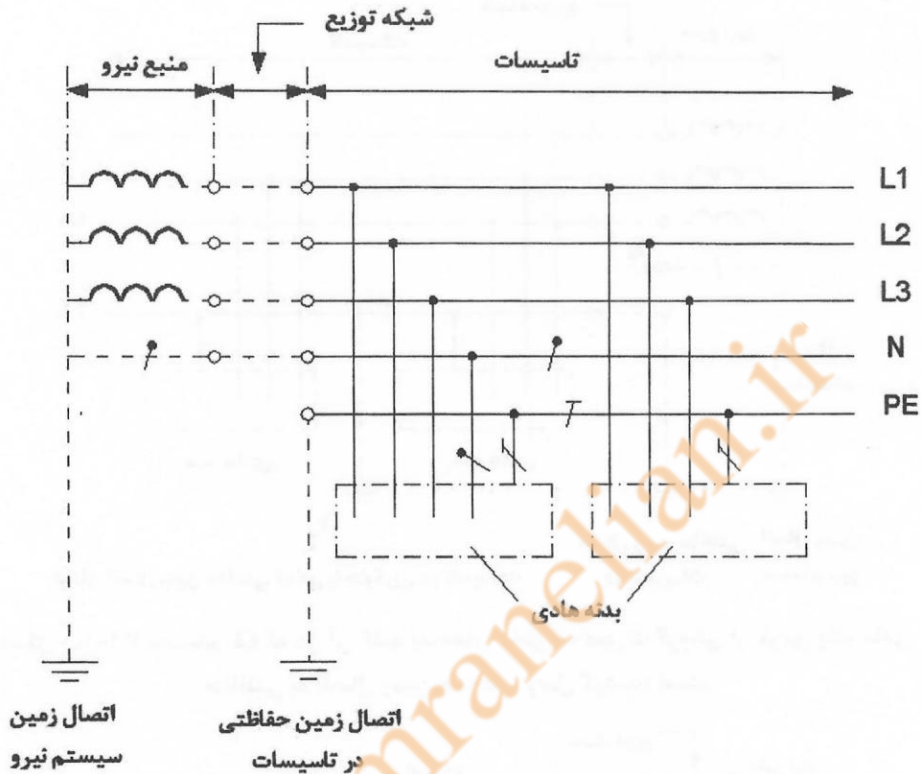 شبکه توزیع
منبع نیرو
تاسیسات
L1
L2
L3
N
PE
بدنه هادی
اتصال زمین
سیستم نیرو
اتصال زمین حفاظتی
در تاسیسات
mranelian.ir